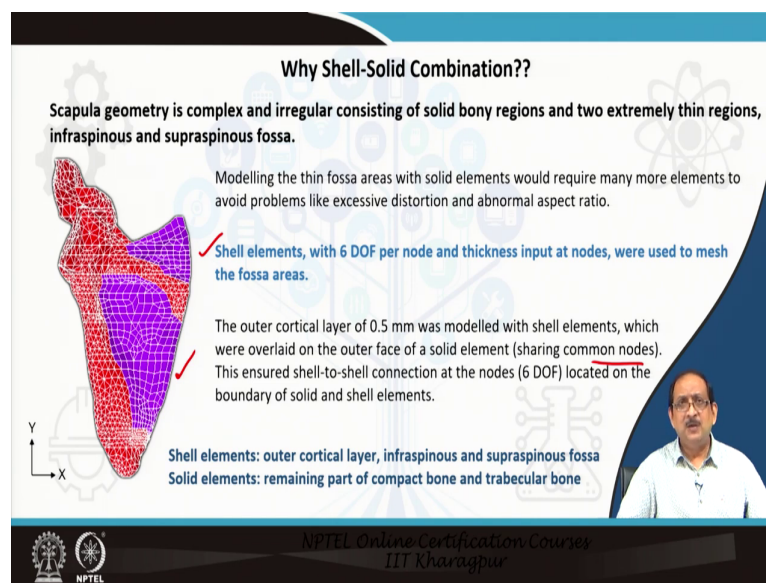 Why Shell-Solid Combination??
Scapula geometry is complex and irregular consisting of solid bony regions and two extremely thin regions,
infraspinous and supraspinous fossa.
Modelling the thin fossa areas with solid elements would require many more elements to
avoid problems like excessive distortion and abnormal aspect ratio.
Shell elements, with 6 DOF per node and thickness input at nodes, were used to mesh
the fossa areas.
The outer cortical layer of 0.5 mm was modelled with shell elements, which
were overlaid on the outer face of a solid element (sharing common nodes).
This ensured shell-to-shell connection at the nodes (6 DOF) located on the
boundary of solid and shell elements.
Y
X
Shell elements: outer cortical layer, infraspinous and supraspinous fossa
Solid elements: remaining part of compact bone and trabecular bone
NPTEL Online Certification Courses
IIT Kharagpur
NPTEL